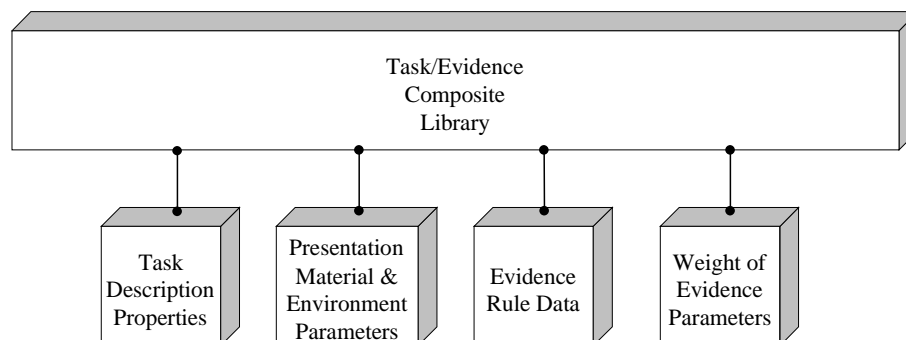 Task/Evidence
Composite
Library
Task
Description
Properties
Presentation
Material &
Environment
Parameters
Evidence
Rule Data
Weight of
Evidence
Parameters